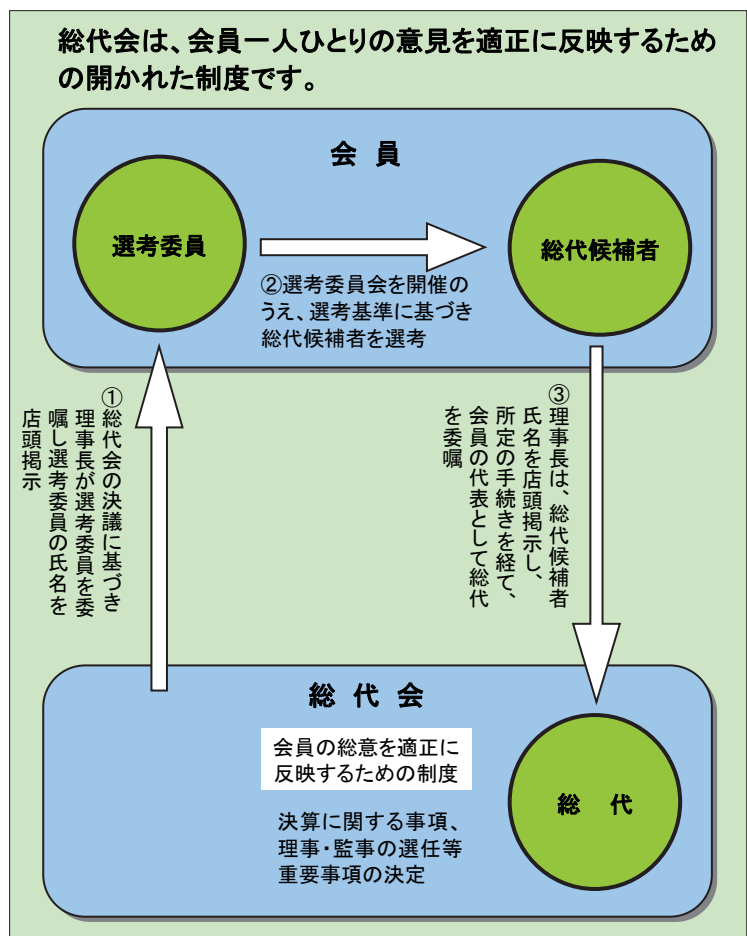 総代会は、会員一人ひとりの意見を適正に反映するため
の開かれた制度です。
会 員
選考委員
総代候補者
②選考委員会を開催の
うえ、選考基準に基づき
総代候補者を選考
①総代会の決議に基づき
理事長が選考委員を委
嘱し選考委員の氏名を
店頭掲示
③理事長は、総代候補者
氏名を店頭掲示し、
所定の手続きを経て、
会員の代表として総代
を委嘱
総 代 会
会員の総意を適正に
反映するための制度
決算に関する事項、
理事・監事の選任等
重要事項の決定
総 代